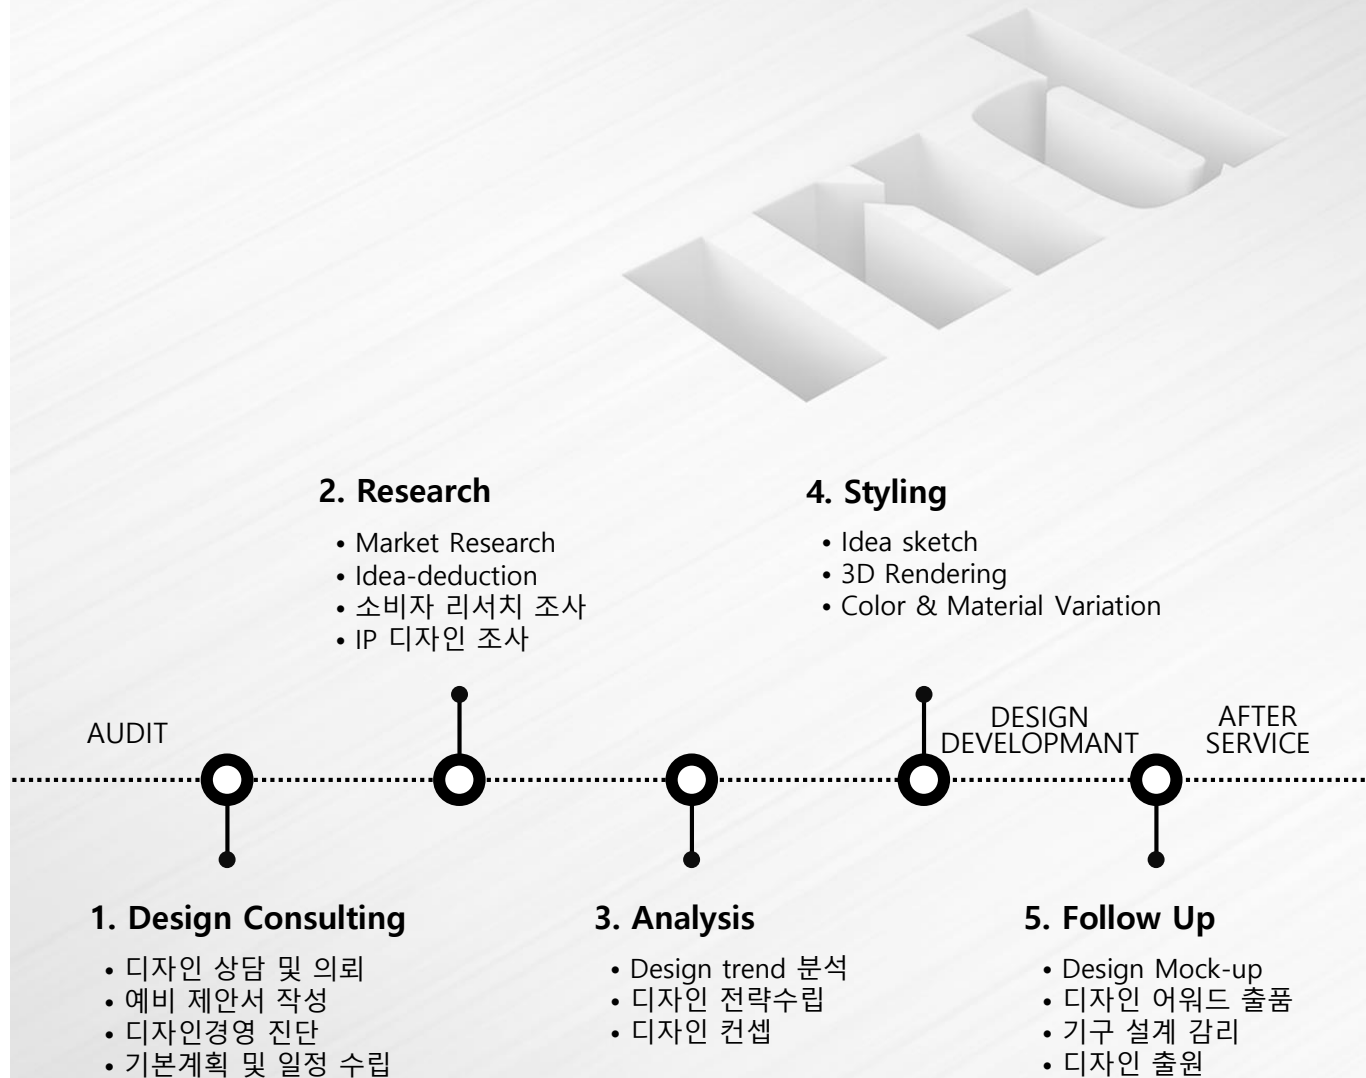 2. Research
• Market Research
• Idea-deduction
• 소비자 리서치 조사
• IP 디자인 조사
4. Styling
• Idea sketch
• 3D Rendering
• Color & Material Variation
AUDIT
DESIGN
DEVELOPMANT
AFTER
SERVICE
1. Design Consulting
• 디자인 상담 및 의뢰
• 예비 제안서 작성
• 디자인경영 진단
• 기본계획 및 일정 수립
3. Analysis
• Design trend 분석
• 디자인 전략수립
• 디자인 컨셉
5. Follow Up
• Design Mock-up
• 디자인 어워드 출품
• 기구 설계 감리
• 디자인 출원